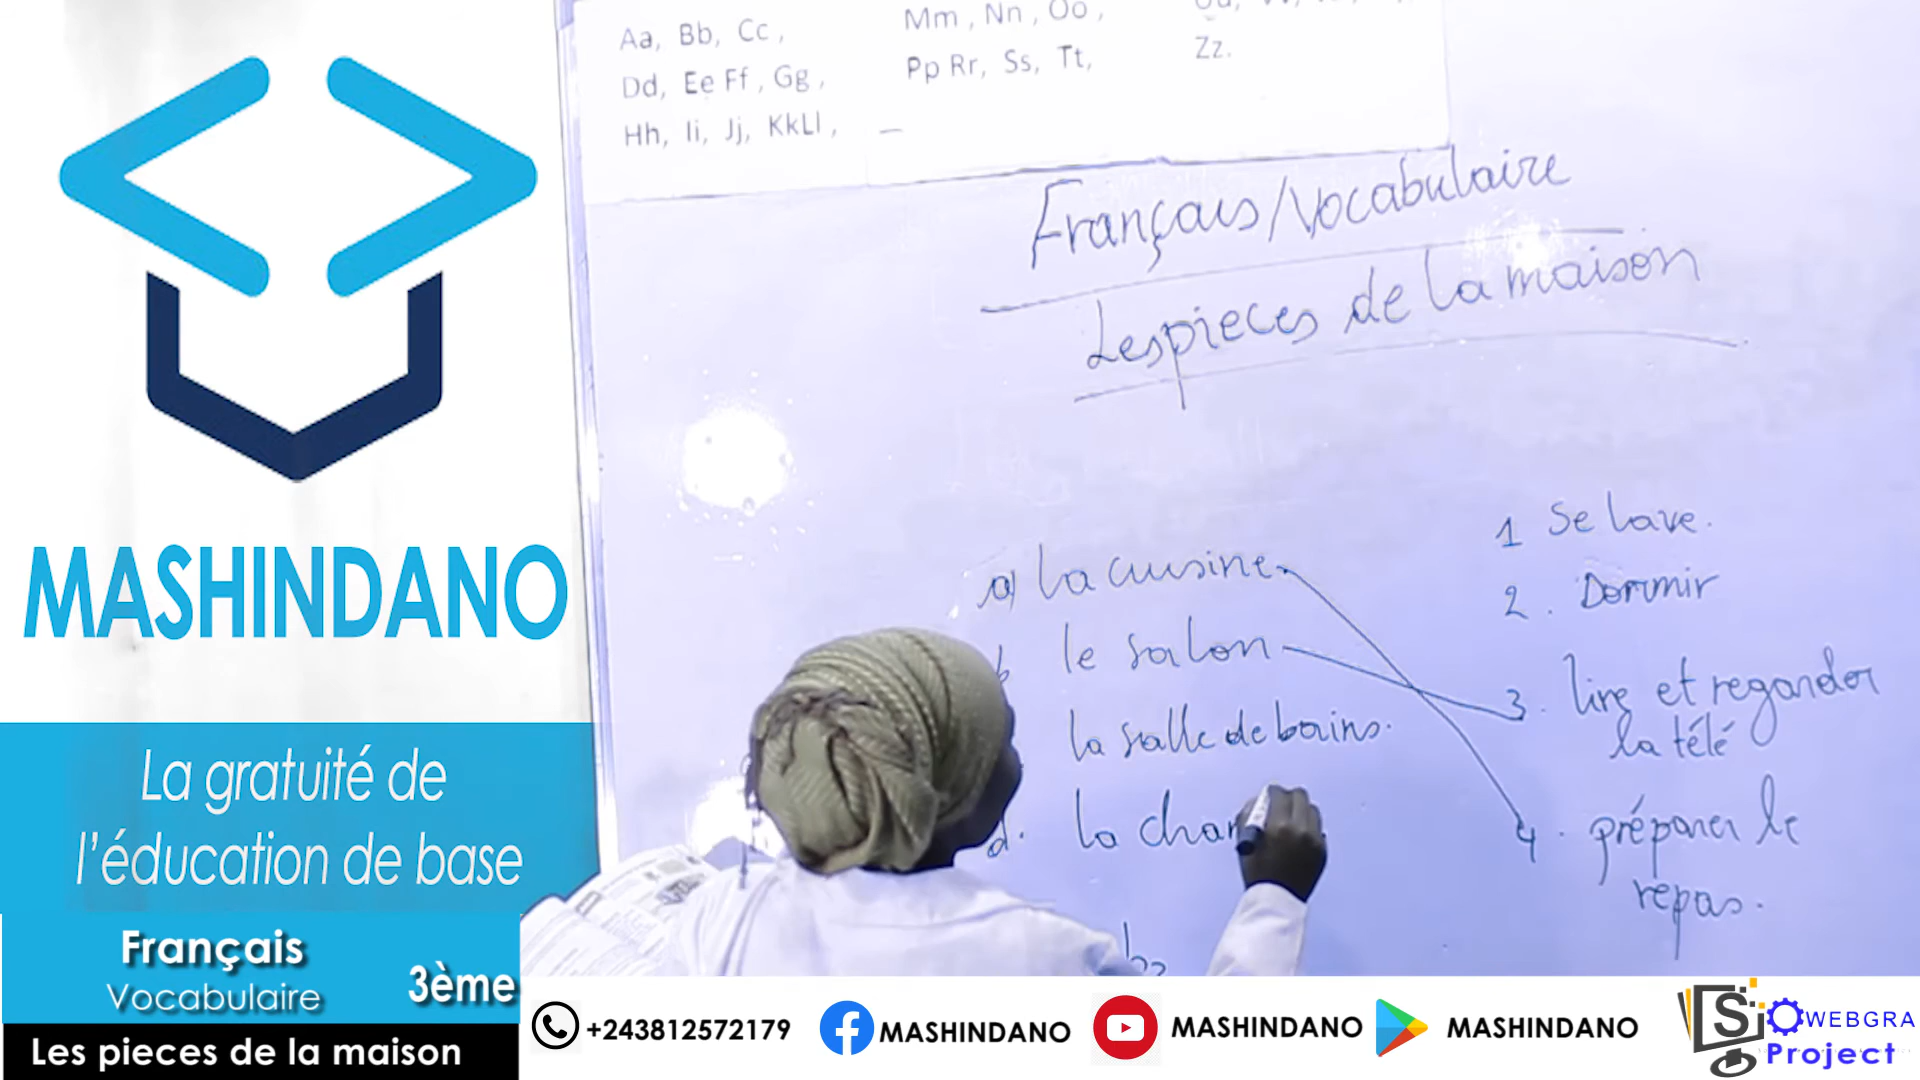 Aa, Bb, Cc,
Dd, Ee Ff, Gg,
Hh, Ii, Jj, KkLl,
Mm, Nn, Oo,
Pp Rr, Ss, Tt,
Zz.
Français/Vocabulaire
Les pieces de la maison
a) la cuisine
b le salon
la salle de bains.
d. la cham
1 Se lave.
2. Dormir
3. lire et regarder
la télé
4. préparer le
repas.
MASHINDANO
La gratuité de
l'éducation de base
Français
Vocabulaire
3ème
Les pieces de la maison
+243812572179
MASHINDANO
MASHINDANO
MASHINDANO
WEBGRA
Project